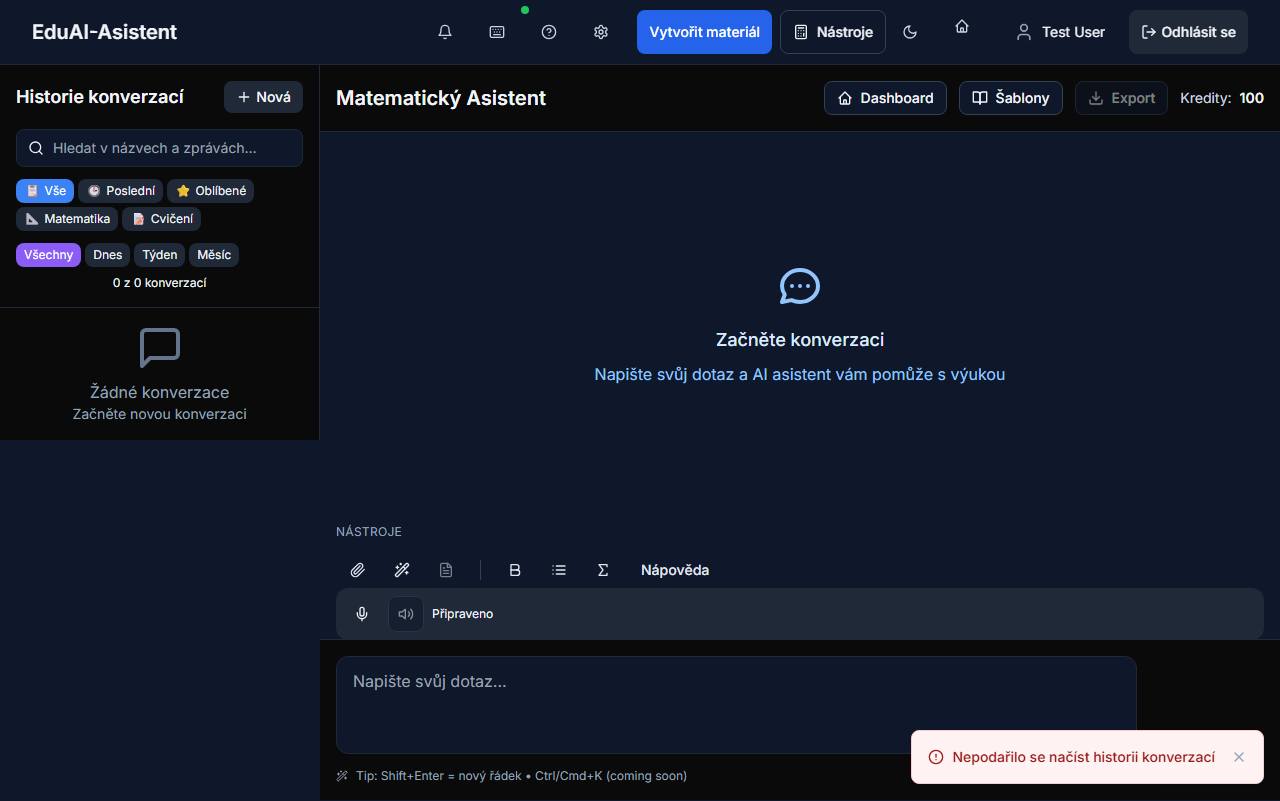 EduAI-Asistent
Vytvořit materiál
Nástroje
Test User
Odhlásit se
Historie konverzací
Nová
Hledat v názvech a zprávách...
Vše
Poslední
Oblíbené
Matematika
Cvičení
Všechny
Dnes
Týden
Měsíc
0 z 0 konverzací
Žádné konverzace
Začněte novou konverzaci
Matematický Asistent
Dashboard
Šablony
Export
Kredity: 100
Začněte konverzaci
Napište svůj dotaz a AI asistent vám pomůže s výukou
NÁSTROJE
Nápověda
Připraveno
Napište svůj dotaz...
Tip: Shift+Enter = nový řádek • Ctrl/Cmd+K (coming soon)
Nepodařilo se načíst historii konverzací